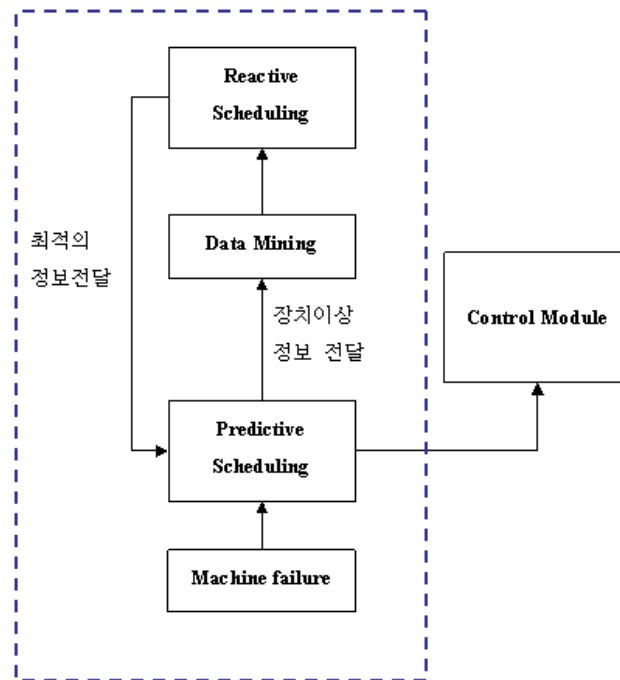 Reactive
Scheduling
최적의
정보전달
Data Mining
장치이상
정보 전달
Control Module
Predictive
Scheduling
Machine failure